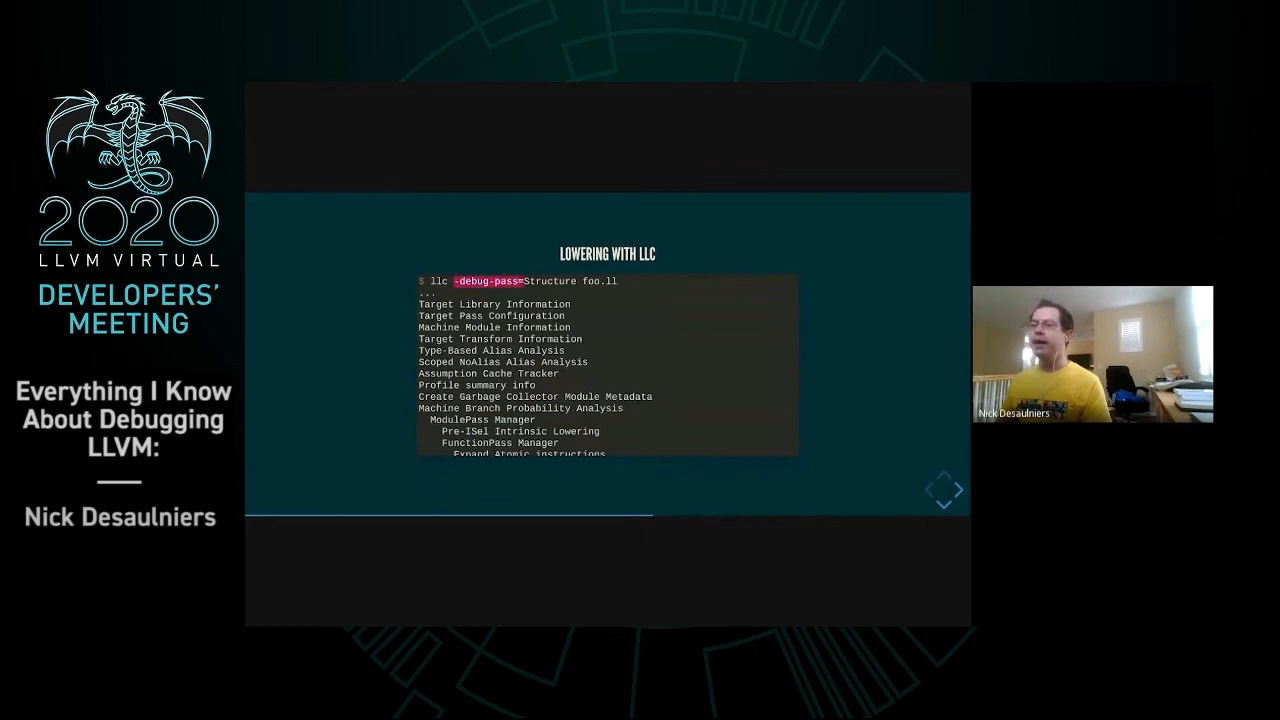 2020
LLVM VIRTUAL
DEVELOPERS'
MEETING
Everything I Know
About Debugging
LLVM:
Nick Desaulniers
LOWERING WITH LLC
$ llc -debug-pass=Structure foo.ll
...
Target Library Information
Target Pass Configuration
Machine Module Information
Target Transform Information
Type-Based Alias Analysis
Scoped NoAlias Alias Analysis
Assumption Cache Tracker
Profile summary info
Create Garbage Collector Module Metadata
Machine Branch Probability Analysis
ModulePass Manager
Pre-ISel Intrinsic Lowering
FunctionPass Manager
Expand Atomic instructions
Nick Desaulniers